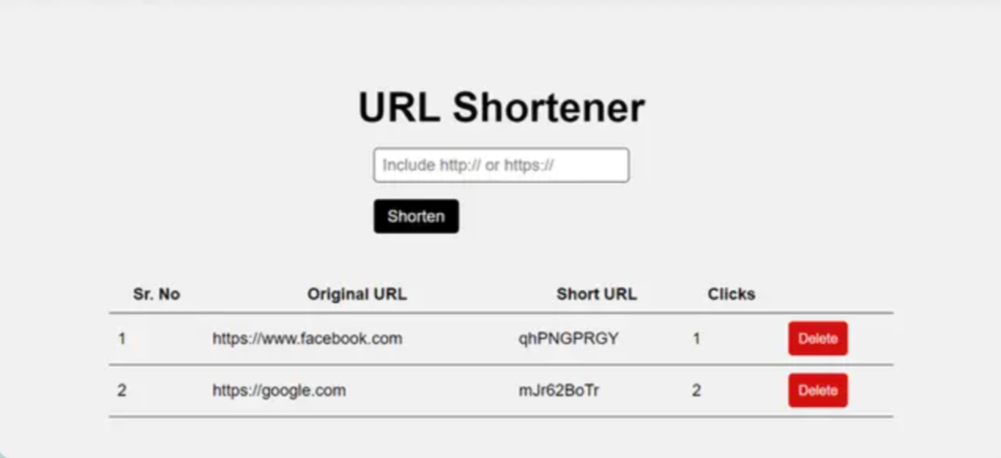 URL Shortener
Include http:// or https://
Shorten
Sr. No Original URL Short URL Clicks
1 https://www.facebook.com qhPNGPRGY 1 Delete
2 https://google.com mJr62BoTr 2 Delete